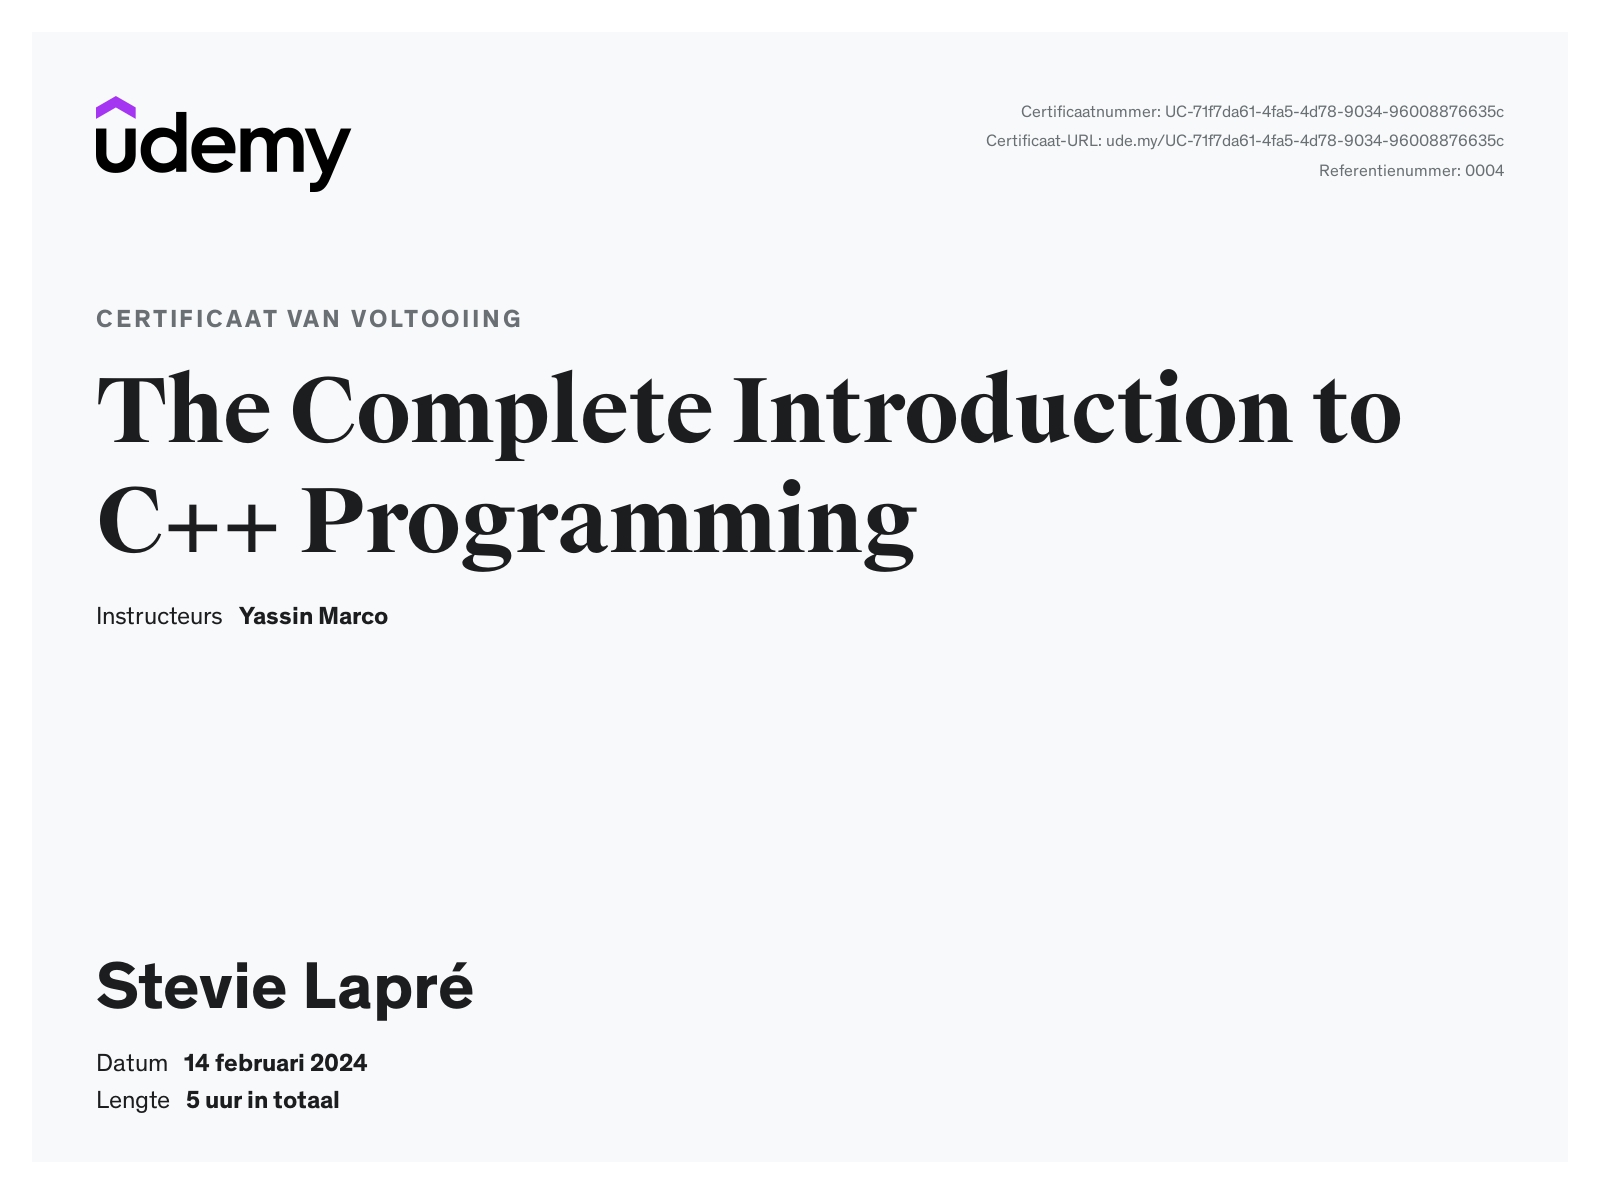 udemy
Certificaatnummer: UC-71f7da61-4fa5-4d78-9034-96008876635c
Certificaat-URL: ude.my/UC-71f7da61-4fa5-4d78-9034-96008876635c
Referentienummer: 0004
CERTIFICAAT VAN VOLTOOIING
The Complete Introduction to
C++ Programming
Instructeurs Yassin Marco
Stevie Lapré
Datum 14 februari 2024
Lengte 5 uur in totaal